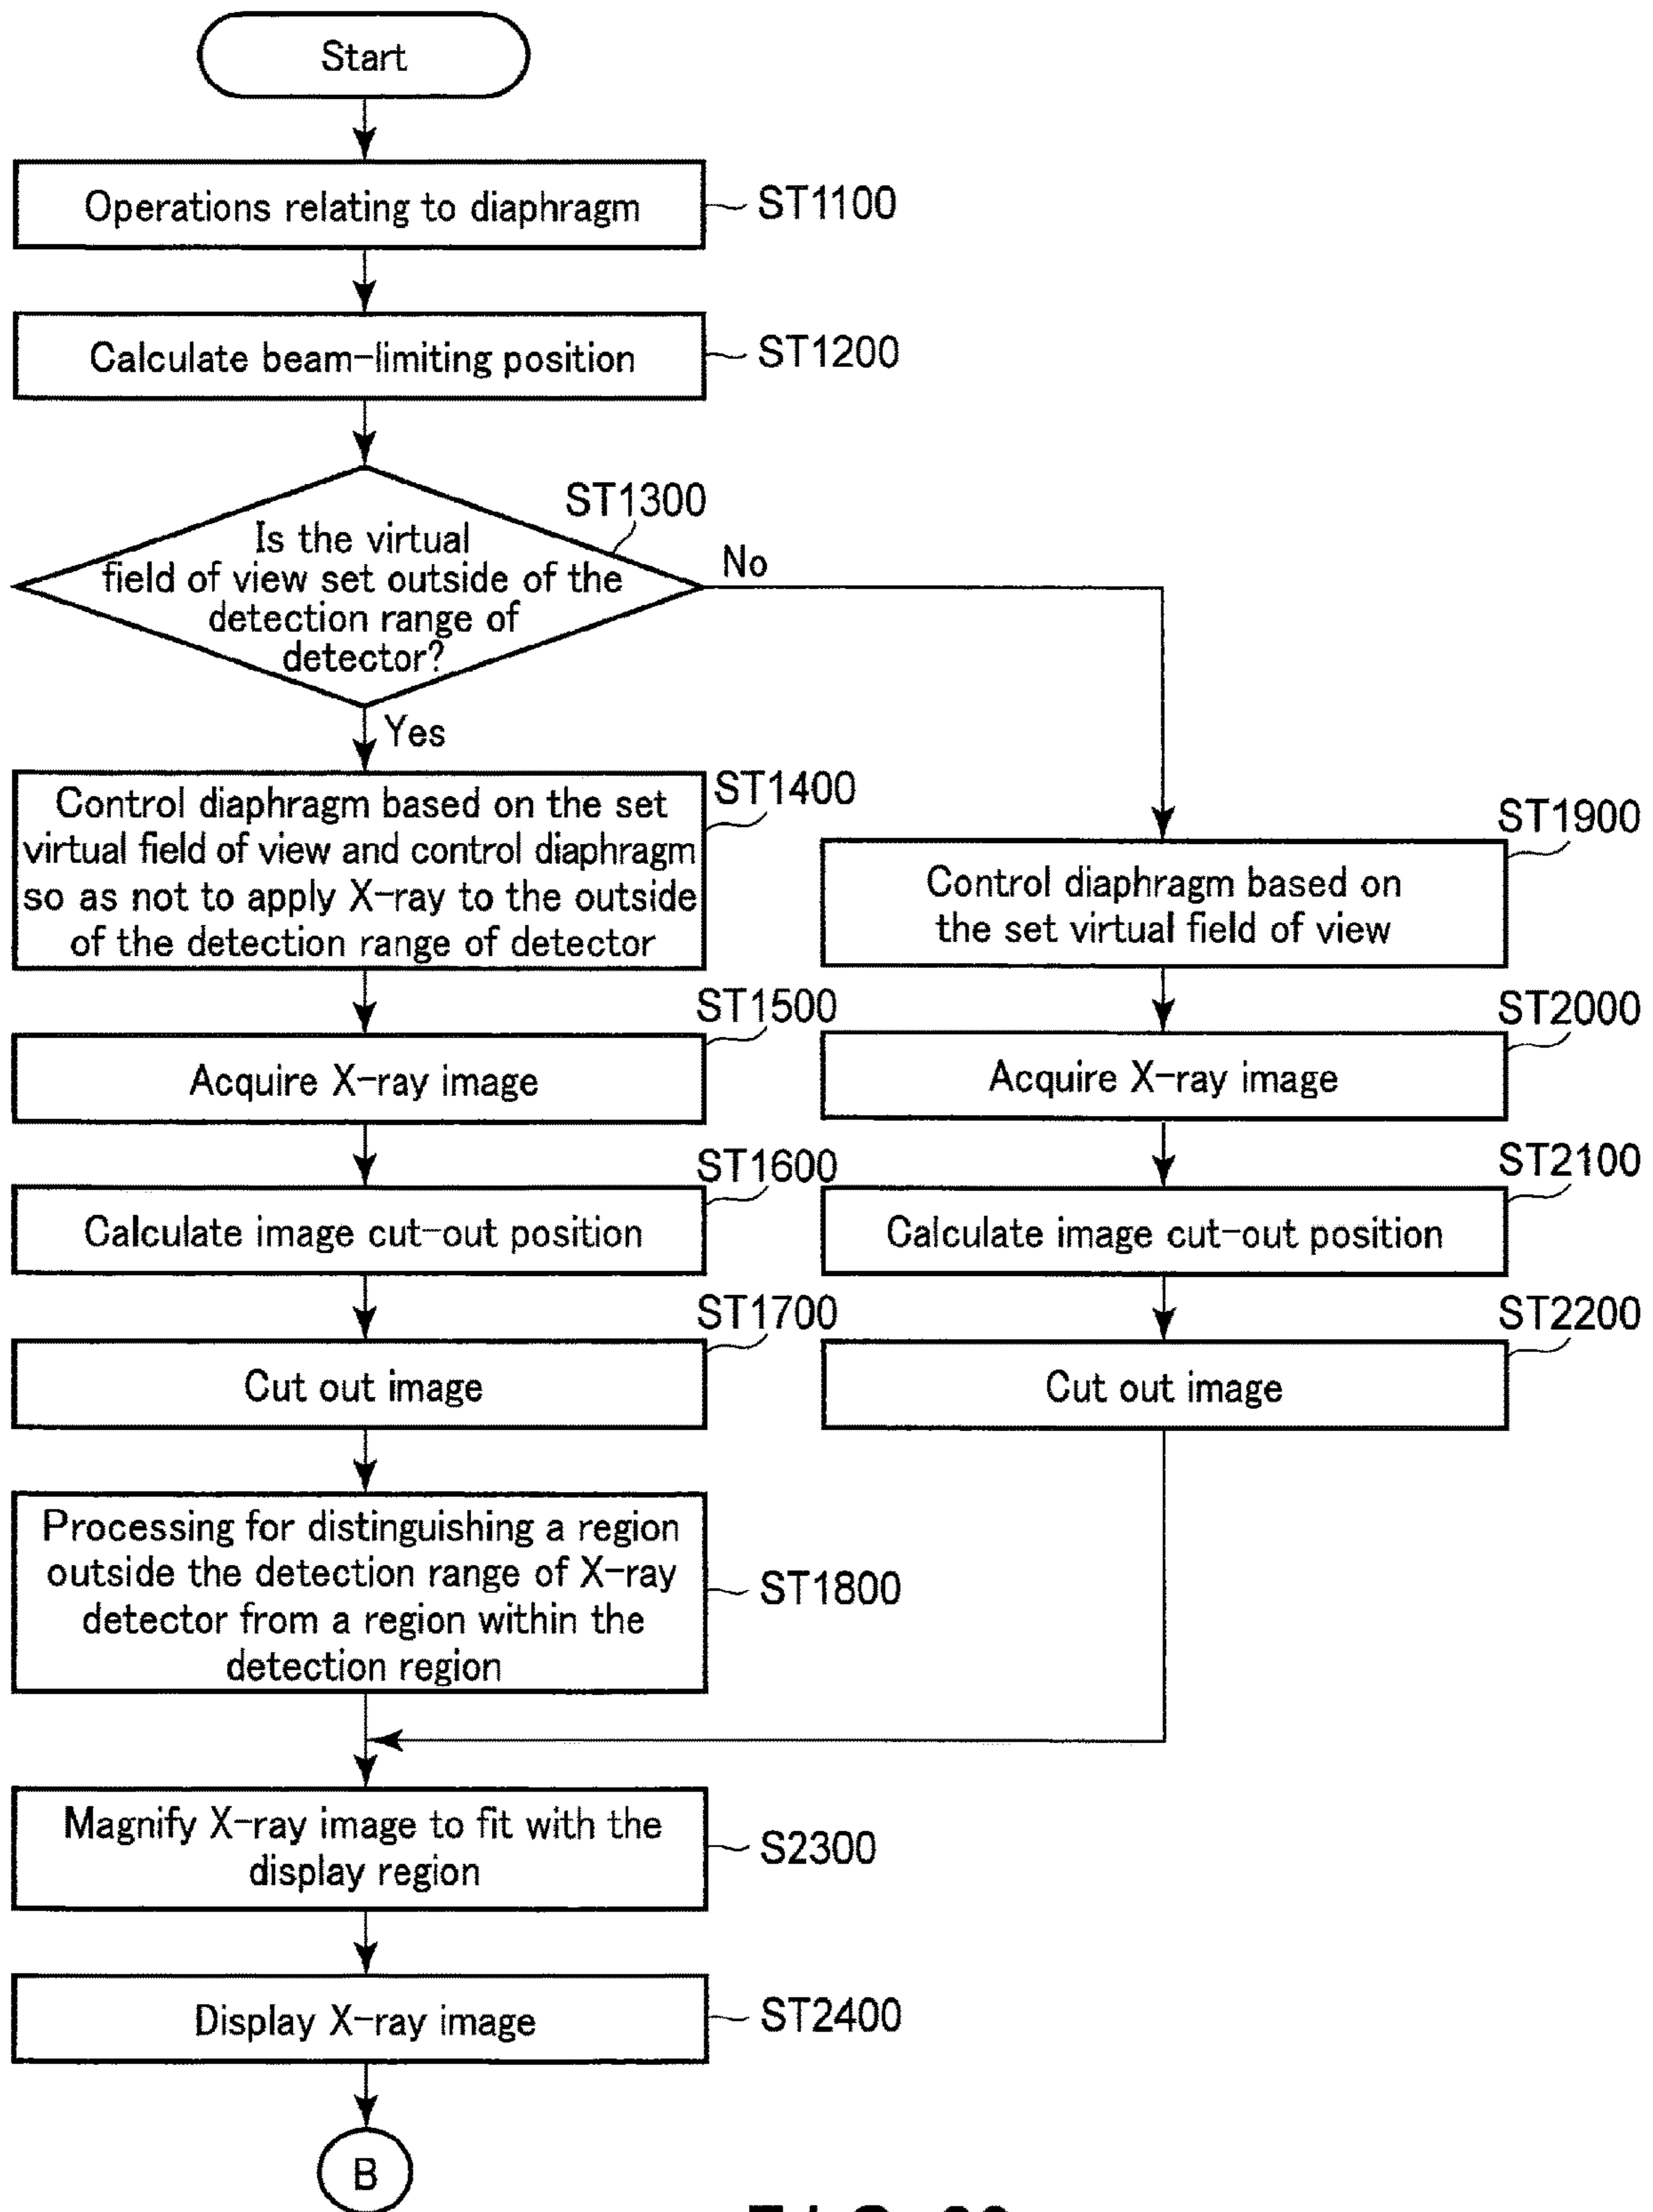 Start
Operations relating to diaphragm
ST1100
Calculate beam-limiting position
ST1200
ST1300
Is the virtual
field of view set outside of the
detection range of
detector?
No
Yes
ST1400
Control diaphragm based on the set
virtual field of view and control diaphragm
so as not to apply X-ray to the outside
of the detection range of detector
ST1900
Control diaphragm based on
the set virtual field of view
ST1500
Acquire X-ray image
ST2000
Acquire X-ray image
ST1600
Calculate image cut-out position
ST2100
Calculate image cut-out position
ST1700
Cut out image
ST2200
Cut out image
Processing for distinguishing a region
outside the detection range of X-ray
detector from a region within the
detection region
ST1800
Magnify X-ray image to fit with the
display region
S2300
Display X-ray image
ST2400
B